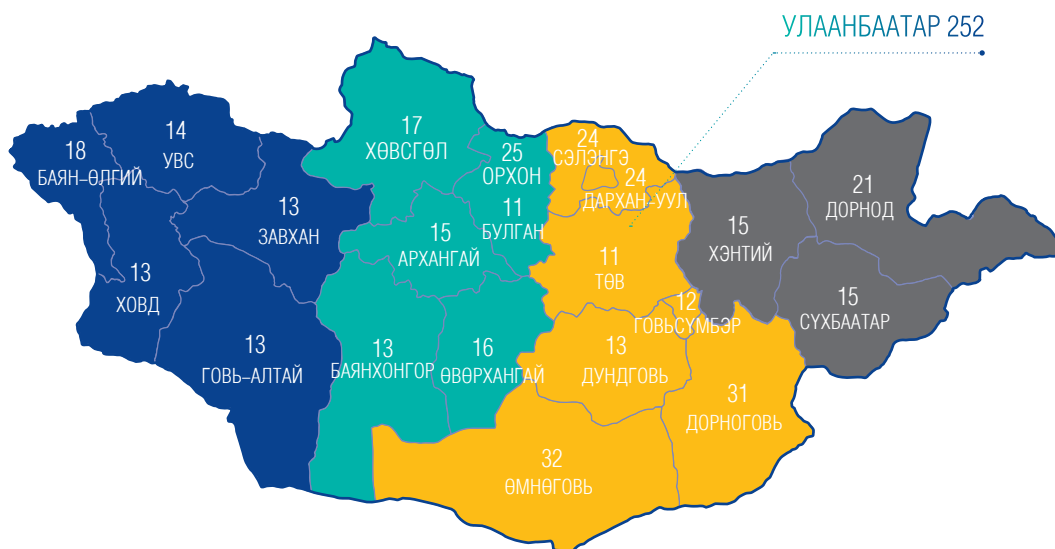 УЛААНБААТАР 252
17
ХӨВСГӨЛ
24
СЭЛЭНГЭ
14
УВС
18
БАЯН-ӨЛГИЙ
25
ОРХОН
24
ДАРХАН-УУЛ
21
ДОРНОД
13
ЗАВХАН
11
БУЛГАН
15
АРХАНГАЙ
15
ХЭНТИЙ
13
ХОВД
11
ТӨВ
12
ГОВЬСҮМБЭР
15
СҮХБААТАР
13
ГОВЬ-АЛТАЙ
13
БАЯНХОНГОР
16
ӨВӨРХАНГАЙ
13
ДУНДГОВЬ
31
ДОРНОГОВЬ
32
ӨМНӨГОВЬ